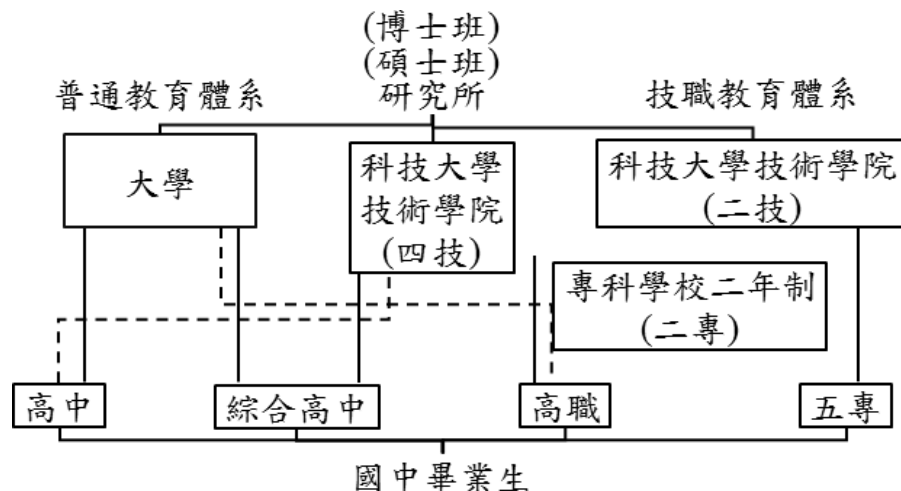 (博士班)
(碩士班)
研究所
普通教育體系
技職教育體系
大學
科技大學
技術學院
(四技)
科技大學技術學院
(二技)
專科學校二年制
(二專)
高中
綜合高中
高職
五專
國中畢業生